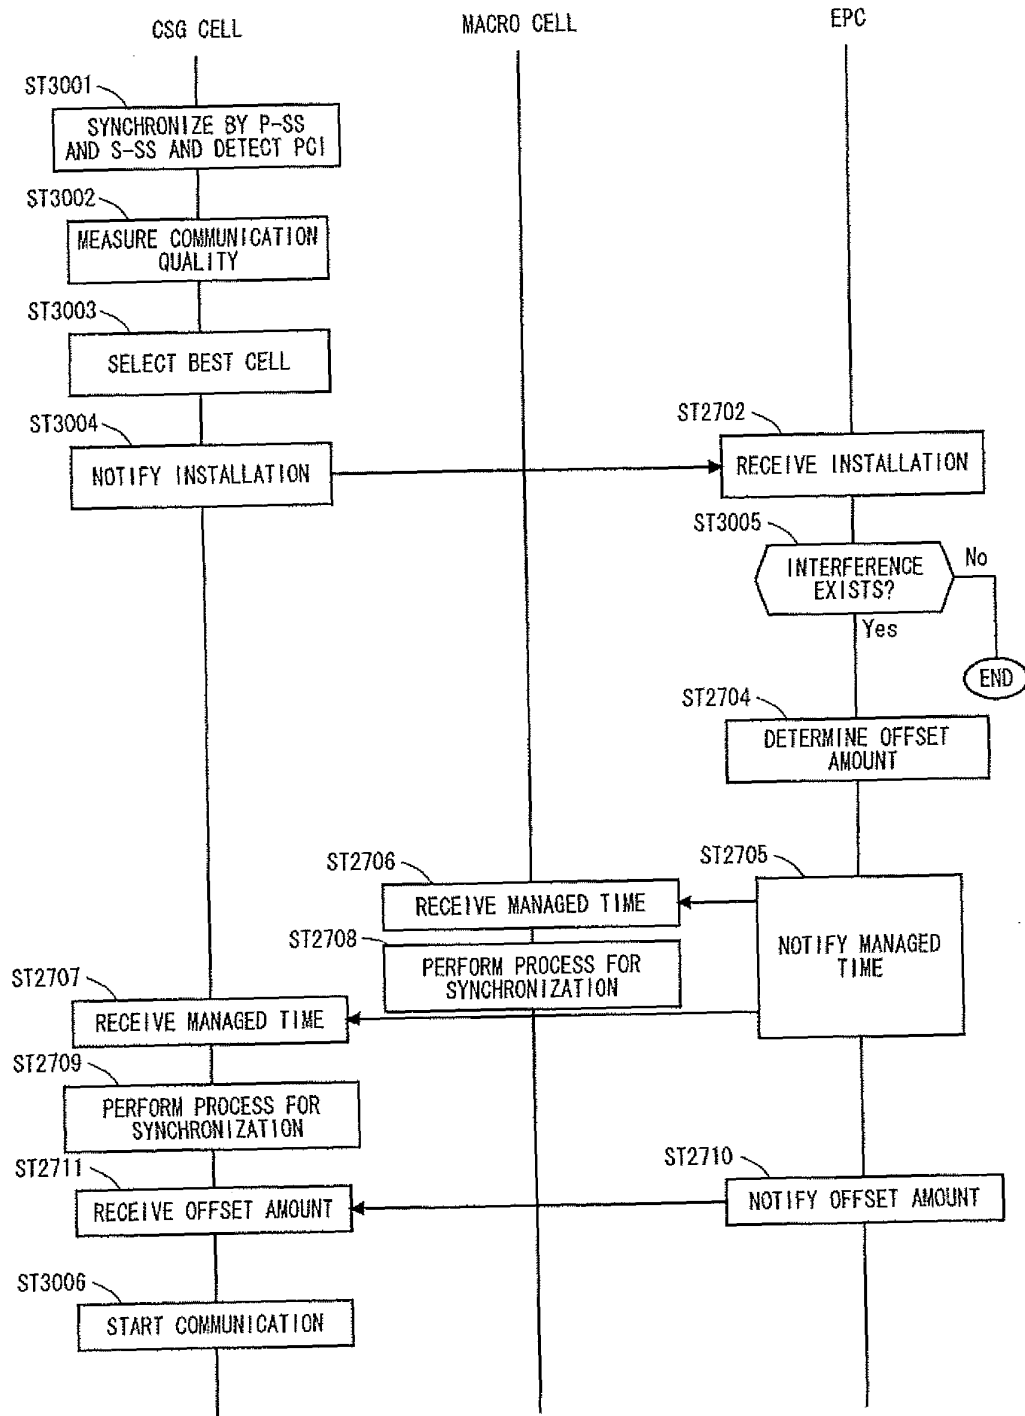 CSG CELL
MACRO CELL
EPC
ST3001
SYNCHRONIZE BY P-SS
AND S-SS AND DETECT PCI
ST3002
MEASURE COMMUNICATION
QUALITY
ST3003
SELECT BEST CELL
ST3004
NOTIFY INSTALLATION
ST2702
RECEIVE INSTALLATION
ST3005
INTERFERENCE
EXISTS?
No
Yes
END
ST2704
DETERMINE OFFSET
AMOUNT
ST2706
RECEIVE MANAGED TIME
ST2705
NOTIFY MANAGED
TIME
ST2708
PERFORM PROCESS FOR
SYNCHRONIZATION
ST2707
RECEIVE MANAGED TIME
ST2709
PERFORM PROCESS FOR
SYNCHRONIZATION
ST2711
RECEIVE OFFSET AMOUNT
ST2710
NOTIFY OFFSET AMOUNT
ST3006
START COMMUNICATION